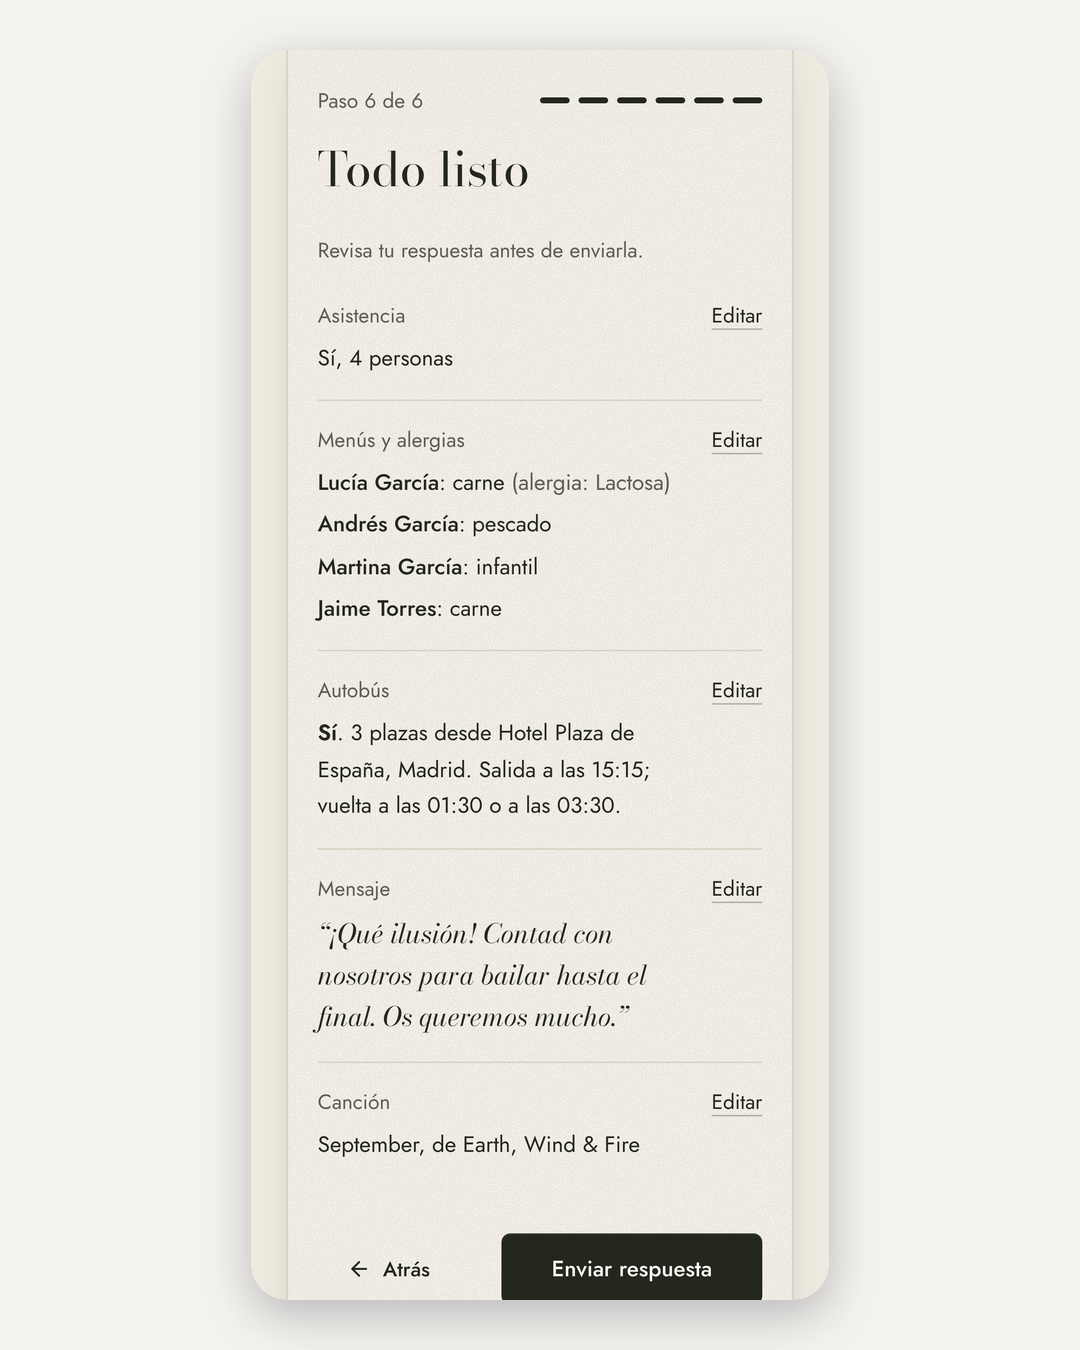 Paso 6 de 6
Todo listo
Revisa tu respuesta antes de enviarla.
Asistencia Editar
Sí, 4 personas
Menús y alergias Editar
Lucía García: carne (alergia: Lactosa)
Andrés García: pescado
Martina García: infantil
Jaime Torres: carne
Autobús Editar
Sí. 3 plazas desde Hotel Plaza de
España, Madrid. Salida a las 15:15;
vuelta a las 01:30 o a las 03:30.
Mensaje Editar
“¡Qué ilusión! Contad con
nosotros para bailar hasta el
final. Os queremos mucho.”
Canción Editar
September, de Earth, Wind & Fire
← Atrás Enviar respuesta